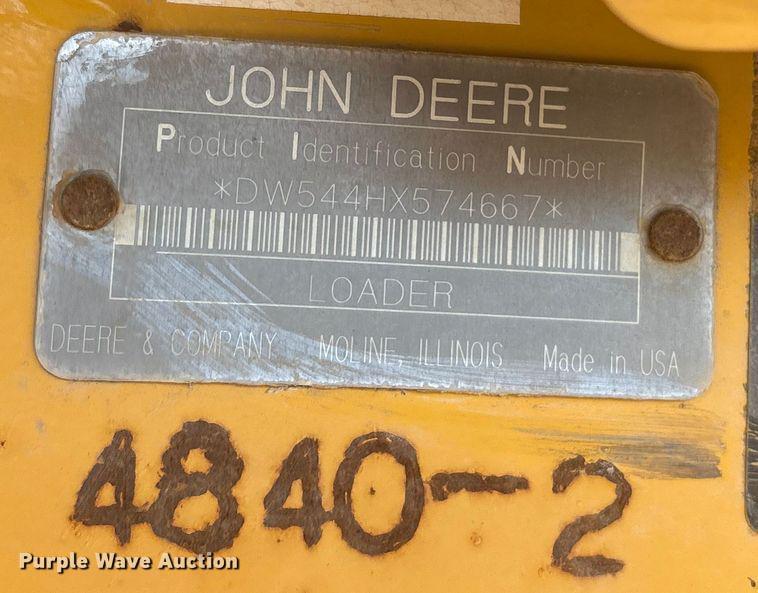 JOHN DEERE
Product Identification Number
*DW544HX574667*
LOADER
DEERE & COMPANY MOLINE, ILLINOIS Made in USA
4840-2
Purple Wave Auction